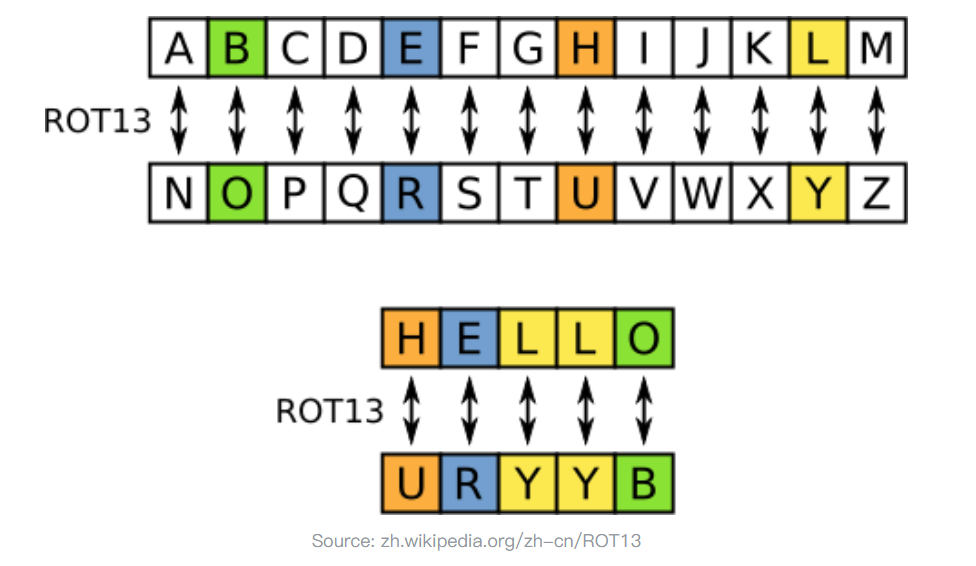 A B C D E F G H I J K L M
ROT13
N O P Q R S T U V W X Y Z
H E L L O
ROT13
U R Y Y B
Source: zh.wikipedia.org/zh-cn/ROT13